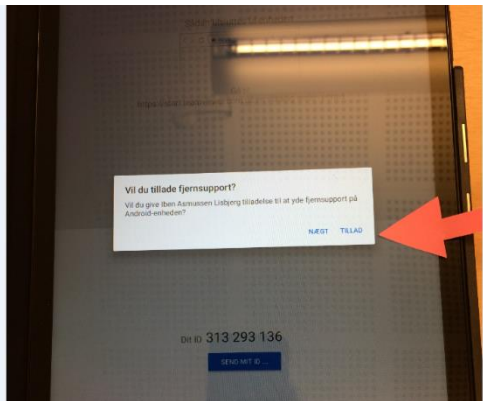 Vil du tillade fjernsupport?
Vil du give Iben Asmussen Lisbjerg tilladelse til at yde fjernsupport på
Android-enheden?
NÆGT TILLAD
Dit ID 313 293 136
SEND MIT ID ...